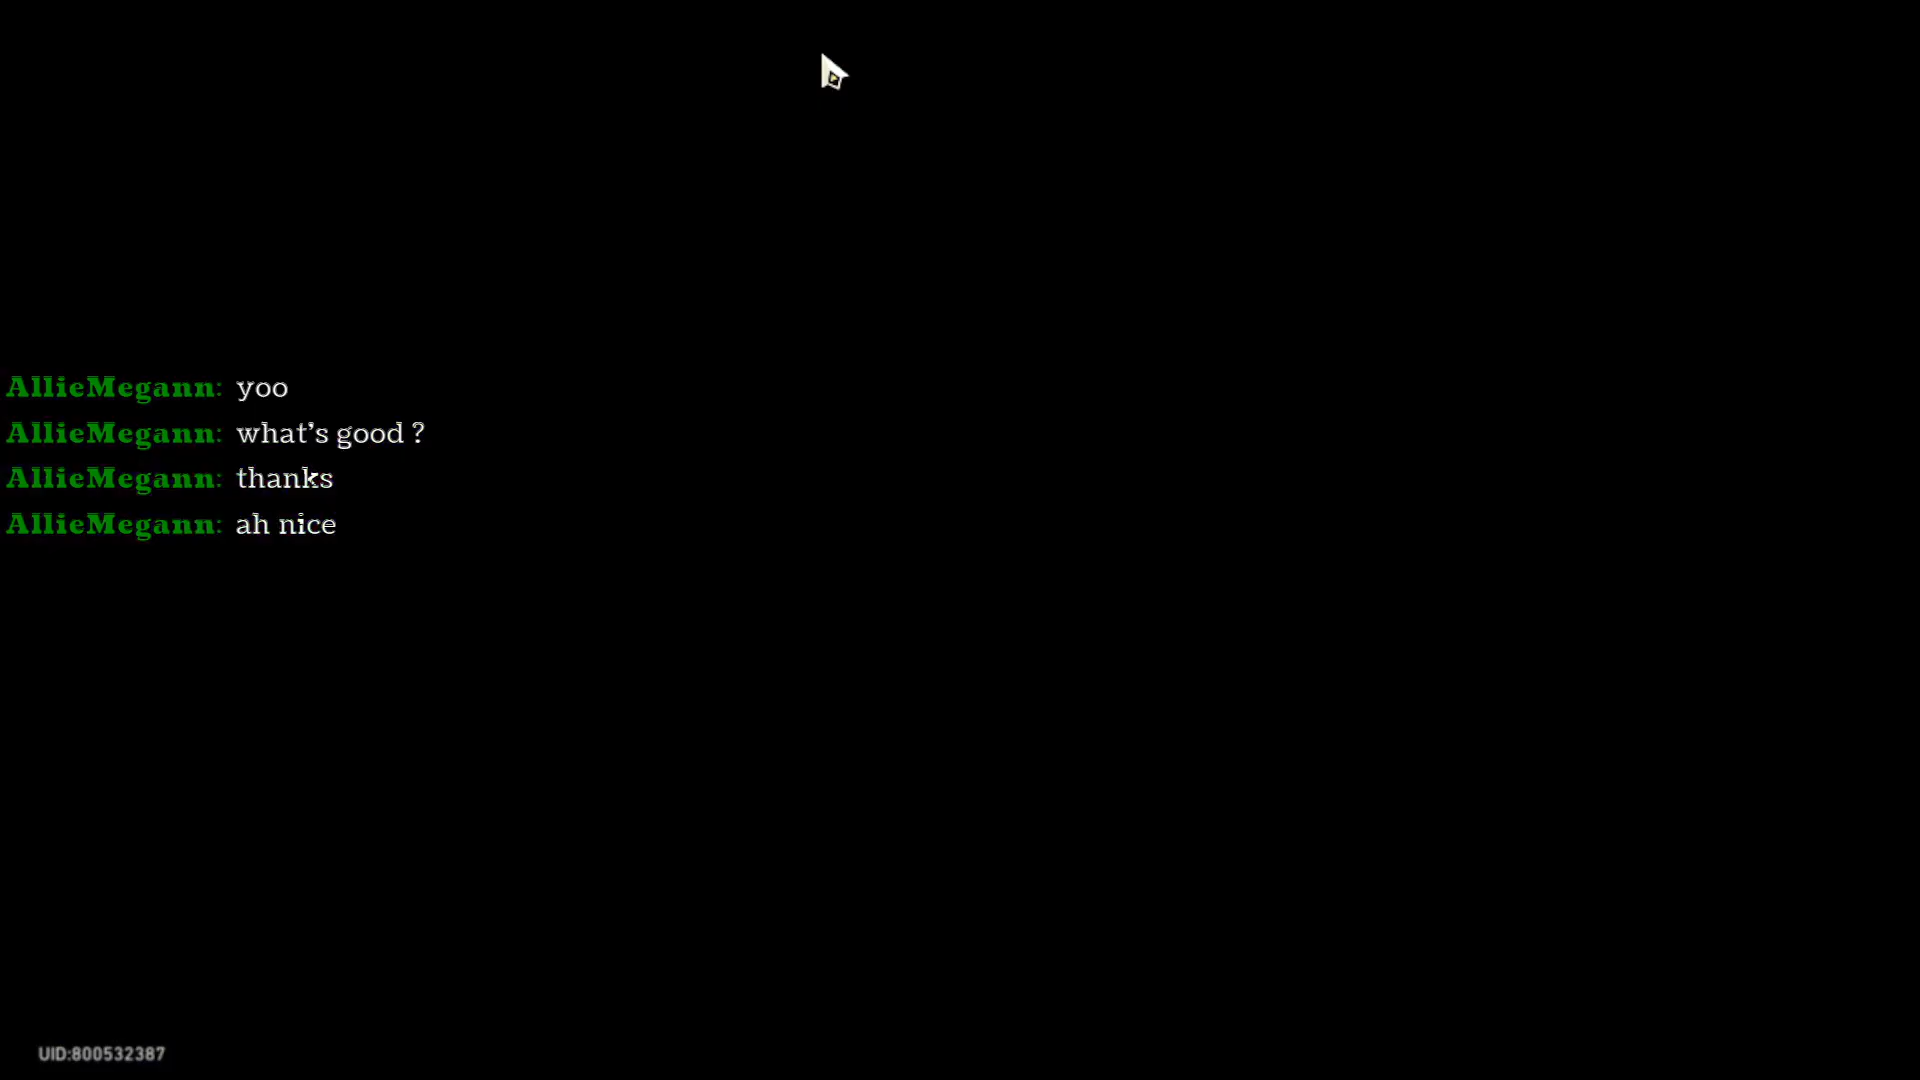 AllieMegann: yoo
AllieMegann: what's good ?
AllieMegann: thanks
AllieMegann: ah nice
UID:800532387